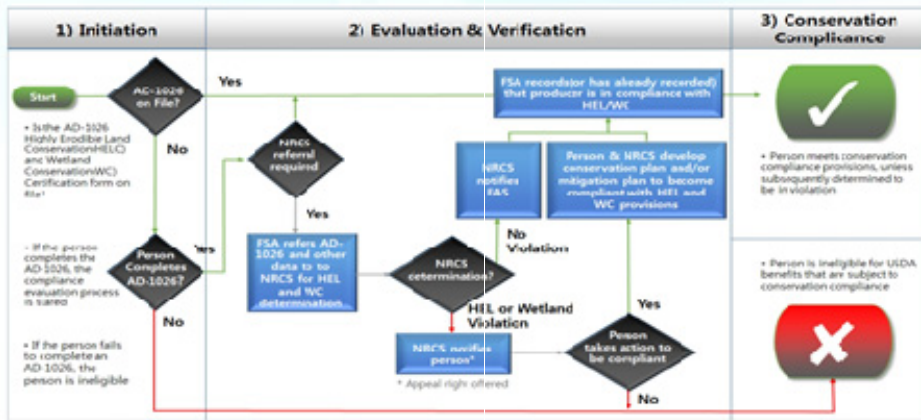 1) Initiation
2) Evaluation & Verification
3) Conservation
Complicance
Start
AD-1026
on File?
Yes
No
• Is the AD-1026
Highly Erodible Land
ConservationHELC)
and Wetland
ConservationWC)
Certification form on
file?
• If the person
completes the
AD-1026, the
compliance
evaluation process
is
• If the person fails
to complete an
AD-1026, the
person is ineligible
Person
Completes
AD-1026?
Yes
No
NRCS
referral
required
Yes
FSA refers AD-
1026 and other
data to to
NRCS for HEL
and WC
determination
NRCS
determination?
No
Violation
HEL or Wetland
Violation
NRCS
notifies
NRCS notifies
person*
* Appeal right offered
Person
takes action to
be compliant
Yes
No
Person & NRCS develop
conservation plan and/or
mitigation plan to become
compliant with HEL and
WC provisions
FSA records(or has already recorded)
that producer is in compliance with
HEL/WC
• Person meets conservation
compliance provisions, unless
subsequently determined to
be in violation
• Person is ineligible for USDA
benefits that are subject to
conservation compliance